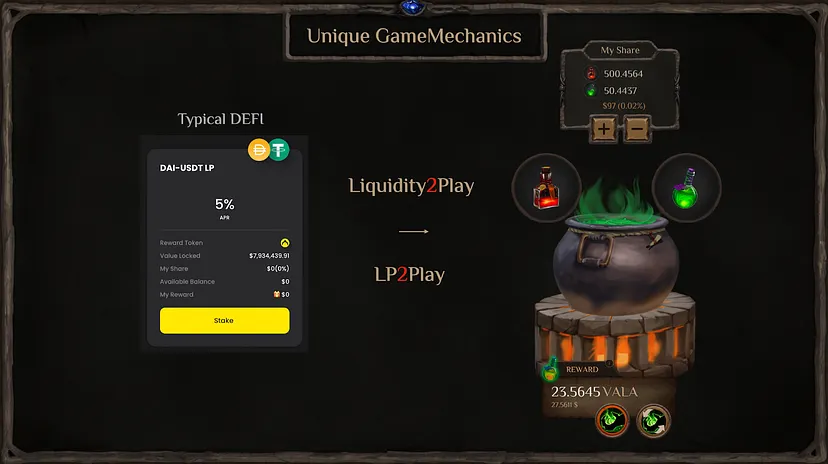 Unique GameMechanics
My Share
500.4564
50.4437
$97 (0.02%)
Typical DEFI
DAI-USDT LP
5%
APR
Reward Token
Value Locked $7,934,439.91
My Share $0(0%)
Available Balance $0
My Reward $0
Stake
Liquidity2Play
LP2Play
REWARD
23.5645 VALA
27.5611 $